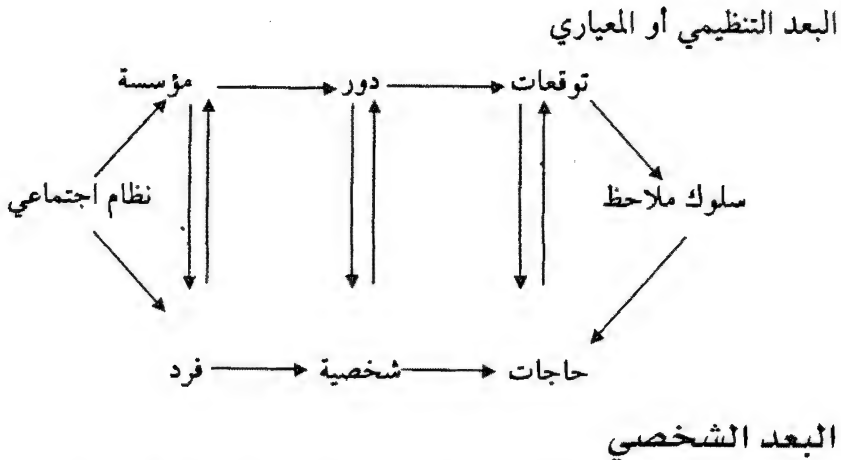 البعد التنظيمي أو المعياري
مؤسسة دور توقعات
نظام اجتماعي سلوك ملاحظ
فرد شخصية حاجات
البعد الشخصي